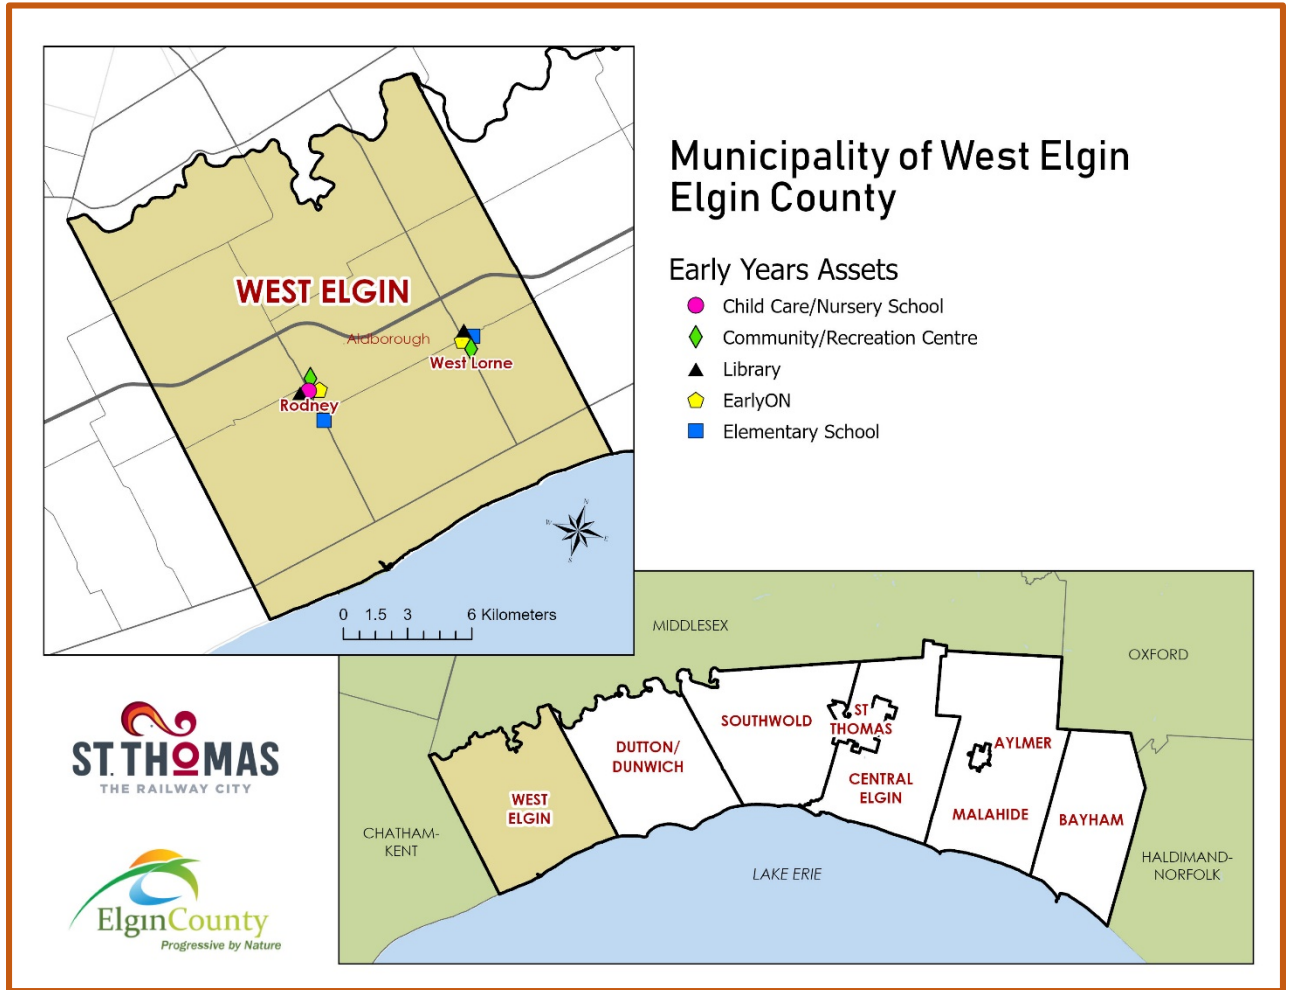 Municipality of West Elgin
Elgin County
Early Years Assets
Child Care/Nursery School
Community/Recreation Centre
Library
EarlyON
Elementary School
WEST ELGIN
Aldborough
West Lorne
Rodney
N
W
E
S
0 1.5 3 6 Kilometers
MIDDLESEX
OXFORD
SOUTHWOLD
ST
THOMAS
DUTTON/
DUNWICH
AYLMER
CENTRAL
ELGIN
WEST
ELGIN
MALAHIDE
BAYHAM
CHATHAM-
KENT
HALDIMAND-
NORFOLK
LAKE ERIE
ST. THOMAS
THE RAILWAY CITY
ElginCounty
Progressive by Nature